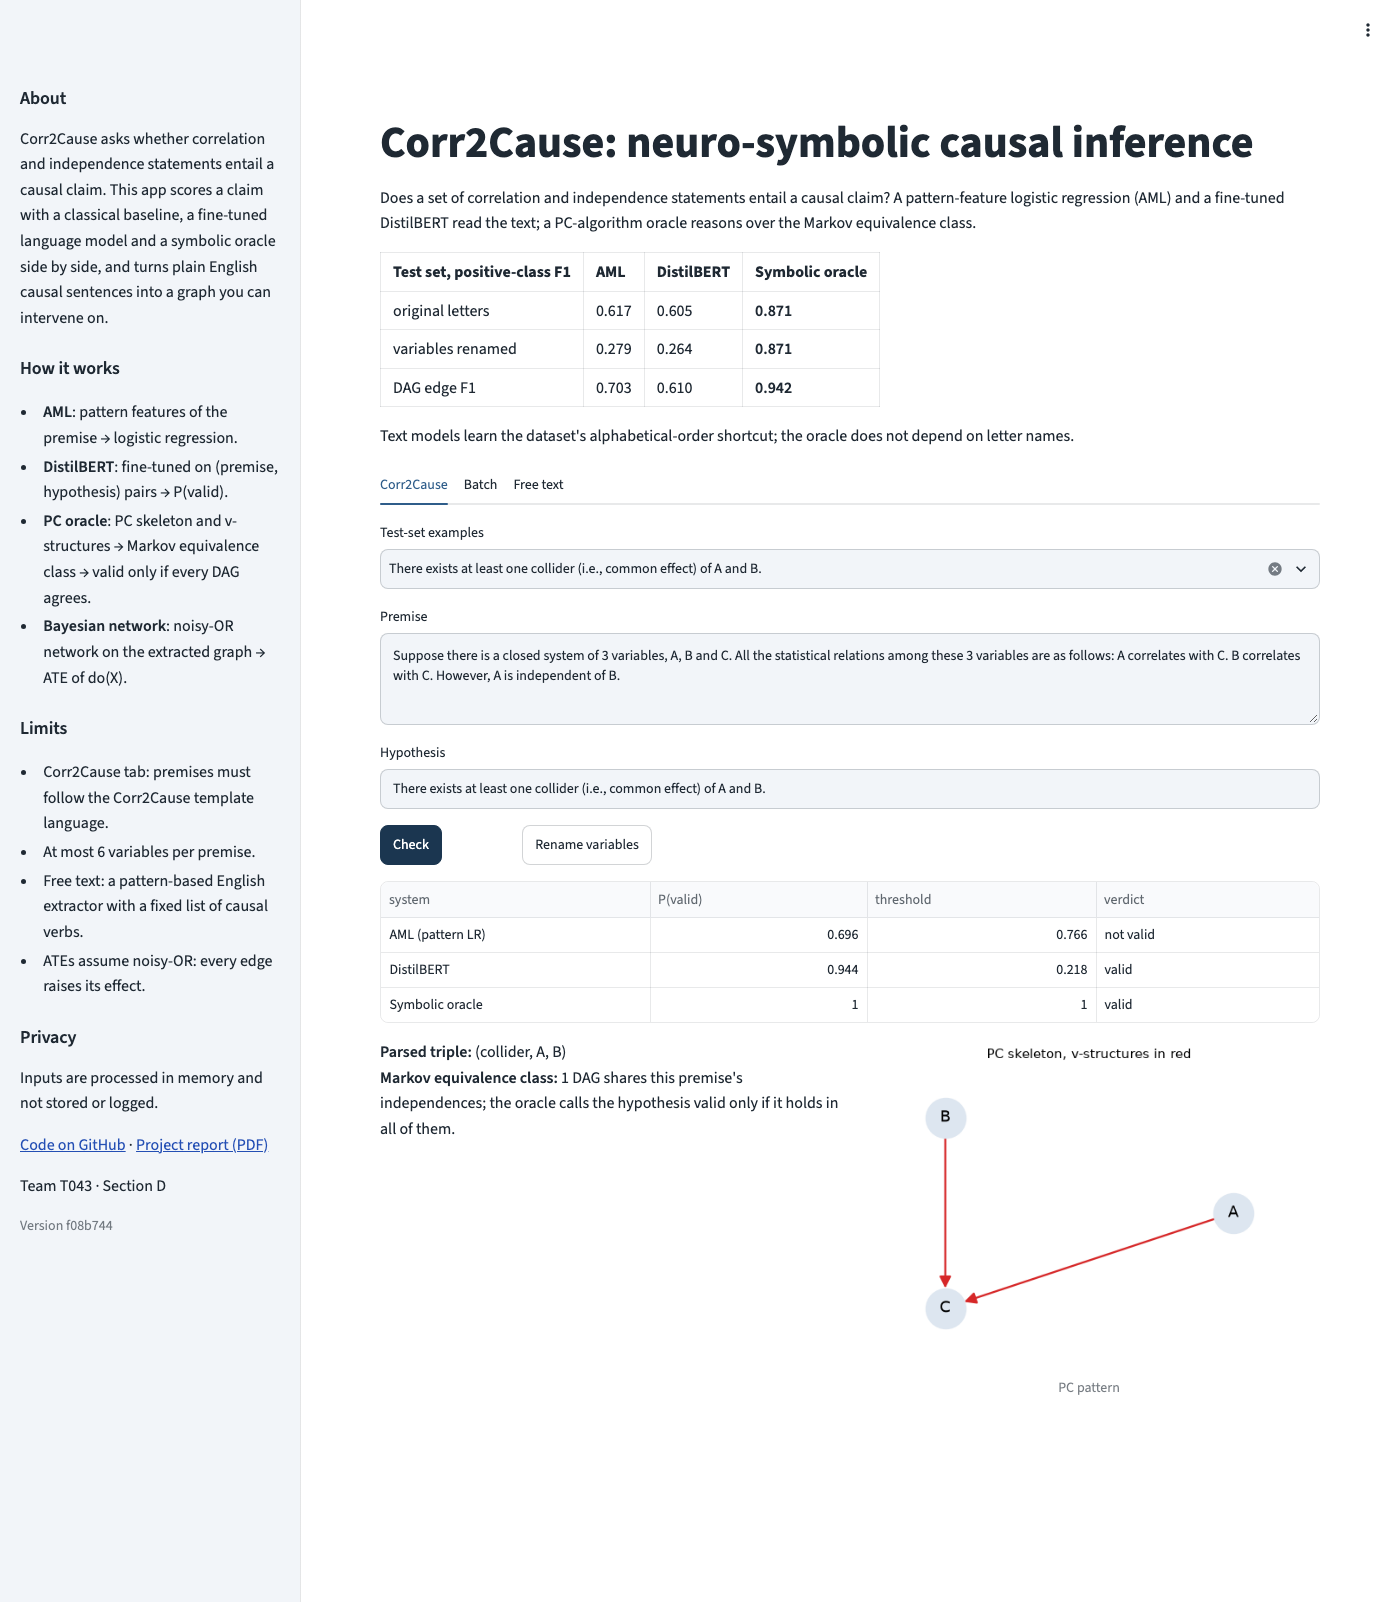 About
Corr2Cause asks whether correlation
and independence statements entail a
causal claim. This app scores a claim
with a classical baseline, a fine-tuned
language model and a symbolic oracle
side by side, and turns plain English
causal sentences into a graph you can
intervene on.
How it works
• AML: pattern features of the
premise → logistic regression.
• DistilBERT: fine-tuned on (premise,
hypothesis) pairs → P(valid).
• PC oracle: PC skeleton and v-
structures → Markov equivalence
class → valid only if every DAG
agrees.
• Bayesian network: noisy-OR
network on the extracted graph →
ATE of do(X).
Limits
• Corr2Cause tab: premises must
follow the Corr2Cause template
language.
• At most 6 variables per premise.
• Free text: a pattern-based English
extractor with a fixed list of causal
verbs.
• ATEs assume noisy-OR: every edge
raises its effect.
Privacy
Inputs are processed in memory and
not stored or logged.
Code on GitHub · Project report (PDF)
Team T043 · Section D
Version f08b744
Corr2Cause: neuro-symbolic causal inference
Does a set of correlation and independence statements entail a causal claim? A pattern-feature logistic regression (AML) and a fine-tuned
DistilBERT read the text; a PC-algorithm oracle reasons over the Markov equivalence class.
Test set, positive-class F1 AML DistilBERT Symbolic oracle
original letters 0.617 0.605 0.871
variables renamed 0.279 0.264 0.871
DAG edge F1 0.703 0.610 0.942
Text models learn the dataset's alphabetical-order shortcut; the oracle does not depend on letter names.
Corr2Cause Batch Free text
Test-set examples
There exists at least one collider (i.e., common effect) of A and B.
Premise
Suppose there is a closed system of 3 variables, A, B and C. All the statistical relations among these 3 variables are as follows: A correlates with C. B correlates
with C. However, A is independent of B.
Hypothesis
There exists at least one collider (i.e., common effect) of A and B.
Check Rename variables
system P(valid) threshold verdict
AML (pattern LR) 0.696 0.766 not valid
DistilBERT 0.944 0.218 valid
Symbolic oracle 1 1 valid
Parsed triple: (collider, A, B)
Markov equivalence class: 1 DAG shares this premise's
independences; the oracle calls the hypothesis valid only if it holds in
all of them.
PC skeleton, v-structures in red
B
A
C
PC pattern